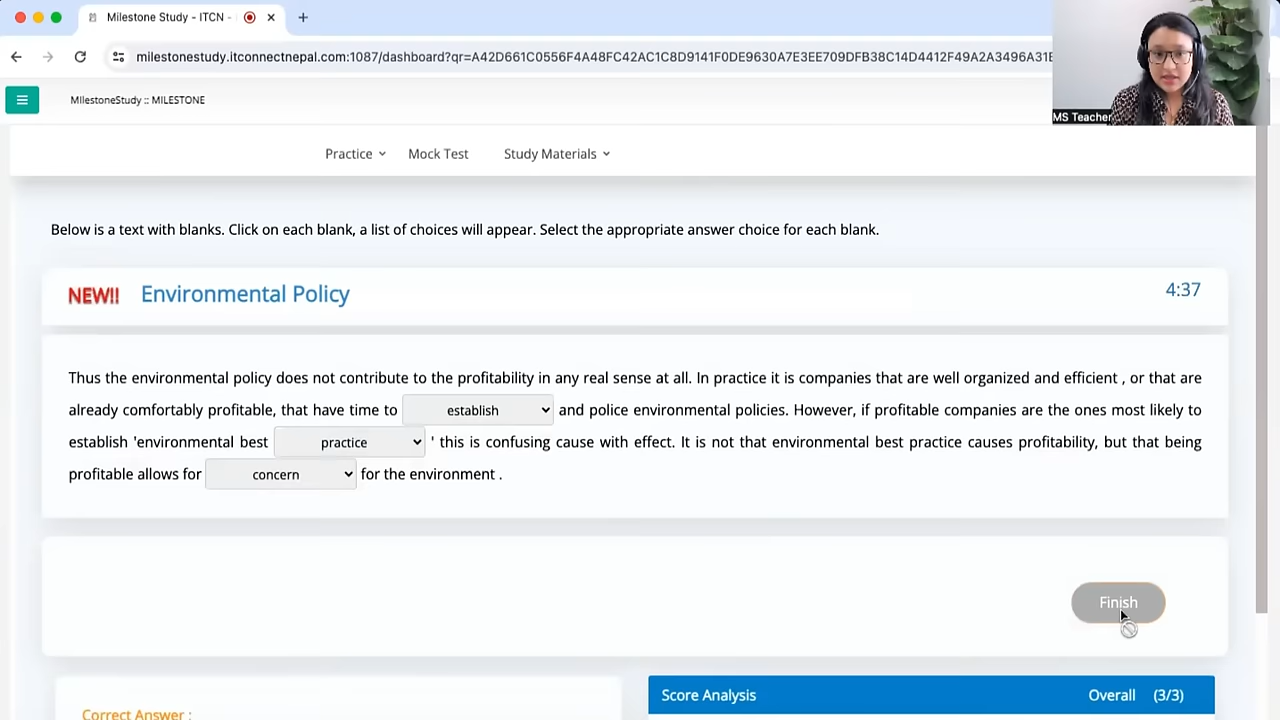 Milestone Study - ITCN -
milestonestudy.itconnectnepal.com:1087/dashboard?qr=A42D661C0556F4A48FC42AC1C8D9141F0DE9630A7E3EE709DFB38C14D4412F49A2A3496A31E
MilestoneStudy :: MILESTONE
MS Teacher
Practice Mock Test Study Materials
Below is a text with blanks. Click on each blank, a list of choices will appear. Select the appropriate answer choice for each blank.
NEW!! Environmental Policy 4:37
Thus the environmental policy does not contribute to the profitability in any real sense at all. In practice it is companies that are well organized and efficient , or that are
already comfortably profitable, that have time to establish and police environmental policies. However, if profitable companies are the ones most likely to
establish 'environmental best practice ' this is confusing cause with effect. It is not that environmental best practice causes profitability, but that being
profitable allows for concern for the environment .
Finish
Correct Answer :
Score Analysis Overall (3/3)